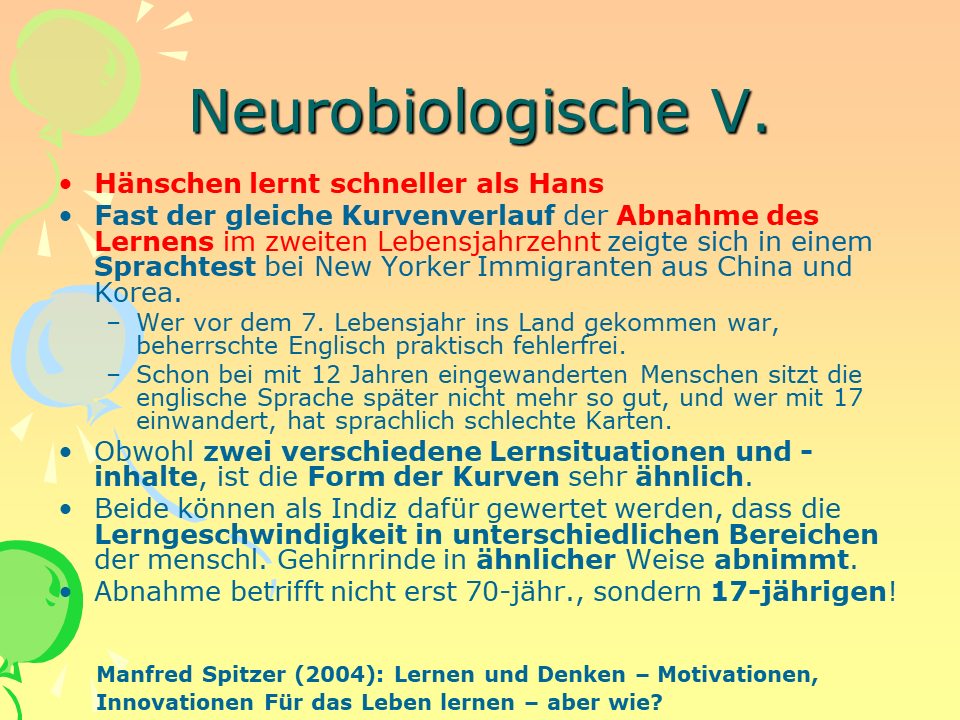 Neurobiologische V.
• Hänschen lernt schneller als Hans
• Fast der gleiche Kurvenverlauf der Abnahme des
Lernens im zweiten Lebensjahrzehnt zeigte sich in einem
Sprachtest bei New Yorker Immigranten aus China und
Korea.
– Wer vor dem 7. Lebensjahr ins Land gekommen war,
beherrschte Englisch praktisch fehlerfrei.
– Schon bei mit 12 Jahren eingewanderten Menschen sitzt die
englische Sprache später nicht mehr so gut, und wer mit 17
einwandert, hat sprachlich schlechte Karten.
• Obwohl zwei verschiedene Lernsituationen und -
inhalte, ist die Form der Kurven sehr ähnlich.
• Beide können als Indiz dafür gewertet werden, dass die
Lerngeschwindigkeit in unterschiedlichen Bereichen
der menschl. Gehirnrinde in ähnlicher Weise abnimmt.
• Abnahme betrifft nicht erst 70-jähr., sondern 17-jährigen!
Manfred Spitzer (2004): Lernen und Denken – Motivationen,
Innovationen Für das Leben lernen – aber wie?